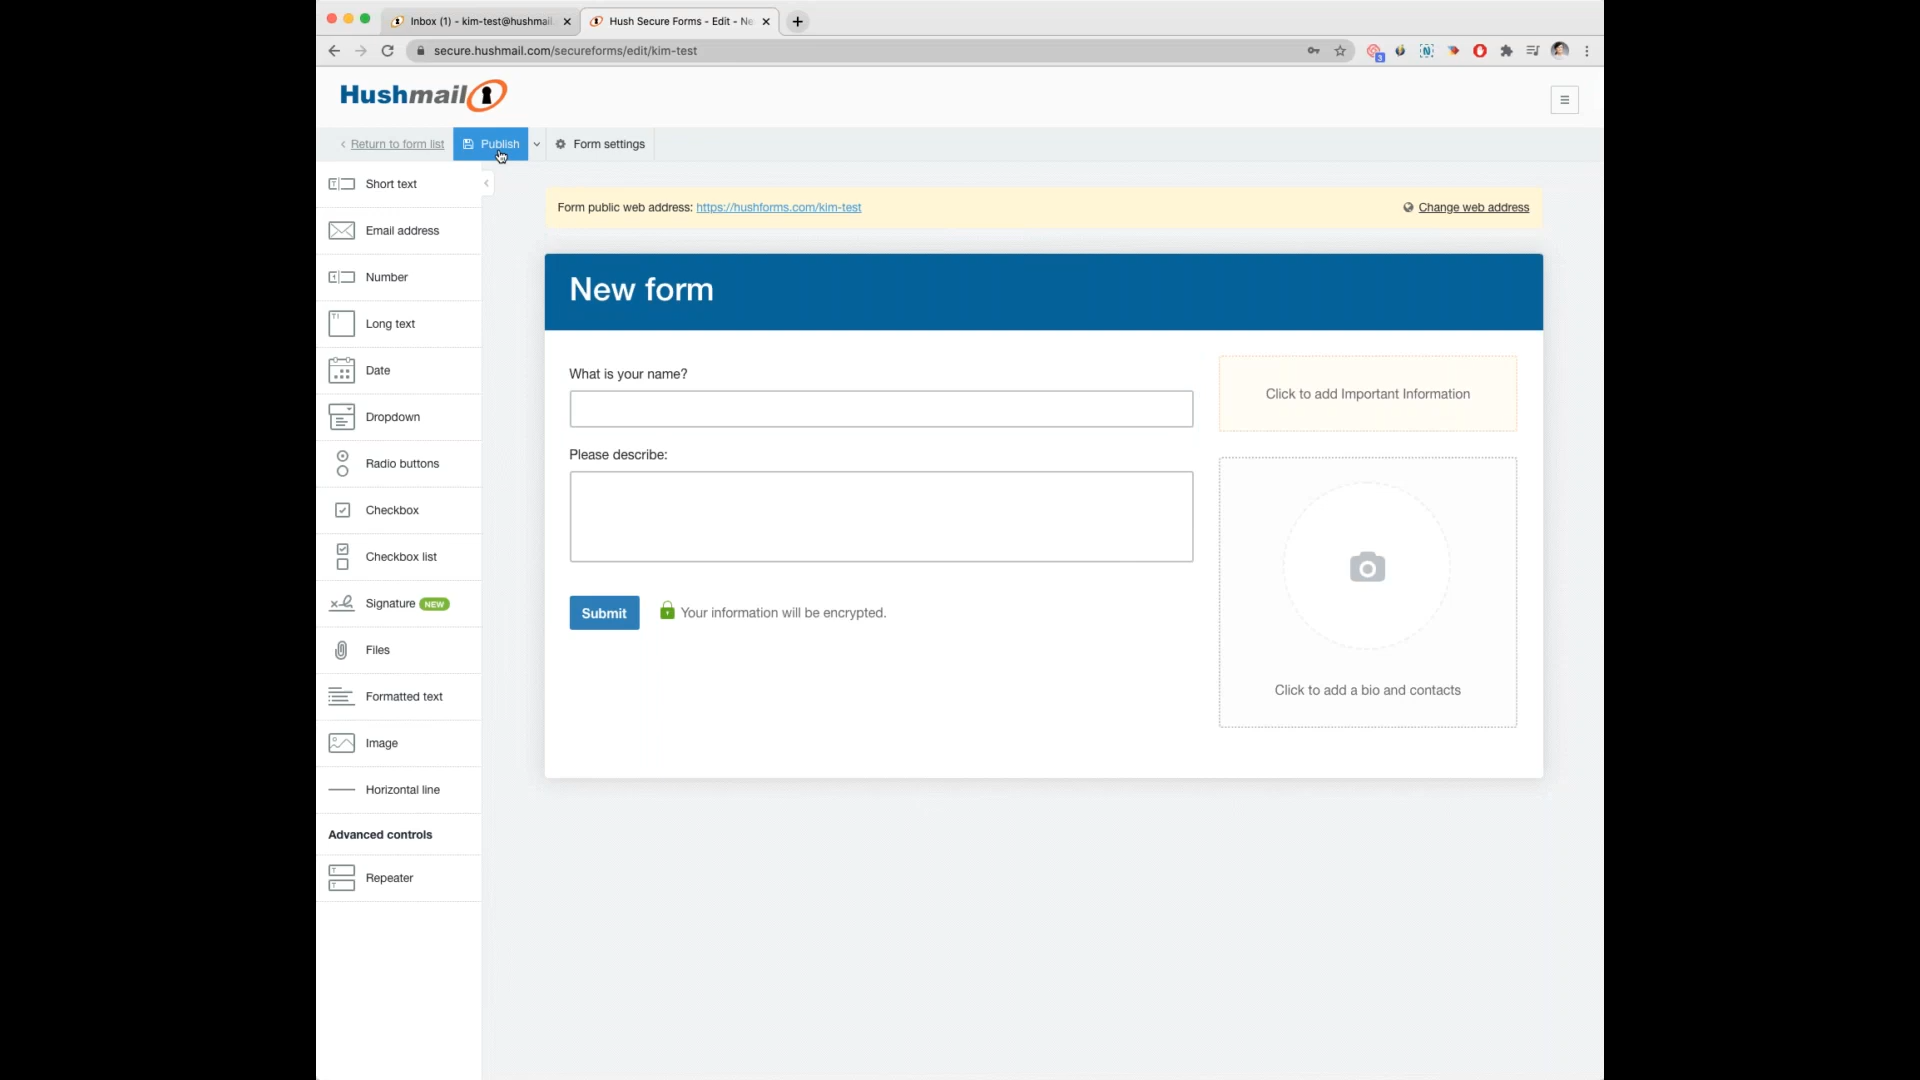 Inbox (1) - kim-test@hushmail.
Hush Secure Forms - Edit - Ne
secure.hushmail.com/secureforms/edit/kim-test
3
Hushmail
Return to form list
Publish
Form settings
Short text
Email address
Number
Long text
Date
Dropdown
Radio buttons
Checkbox
Checkbox list
Signature NEW
Files
Formatted text
Image
Horizontal line
Advanced controls
Repeater
Form public web address: https://hushforms.com/kim-test
Change web address
New form
What is your name?
Please describe:
Submit
Your information will be encrypted.
Click to add Important Information
Click to add a bio and contacts